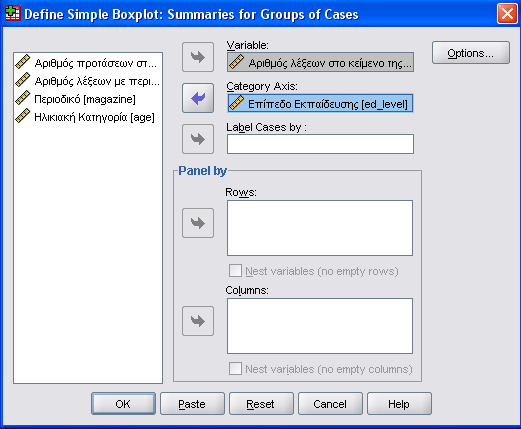 Define Simple Boxplot: Summaries for Groups of Cases
Αριθμός προτάσεων στ...
Αριθμός λέξεων με περι...
Περιοδικό [magazine]
Ηλικιακή Κατηγορία [age]
Variable:
Αριθμός λέξεων στο κείμενο της...
Category Axis:
Επίπεδο Εκπαίδευσης [ed_level]
Label Cases by :
Panel by
Rows:
Nest variables (no empty rows)
Columns:
Nest variables (no empty columns)
Options...
OK
Paste
Reset
Cancel
Help